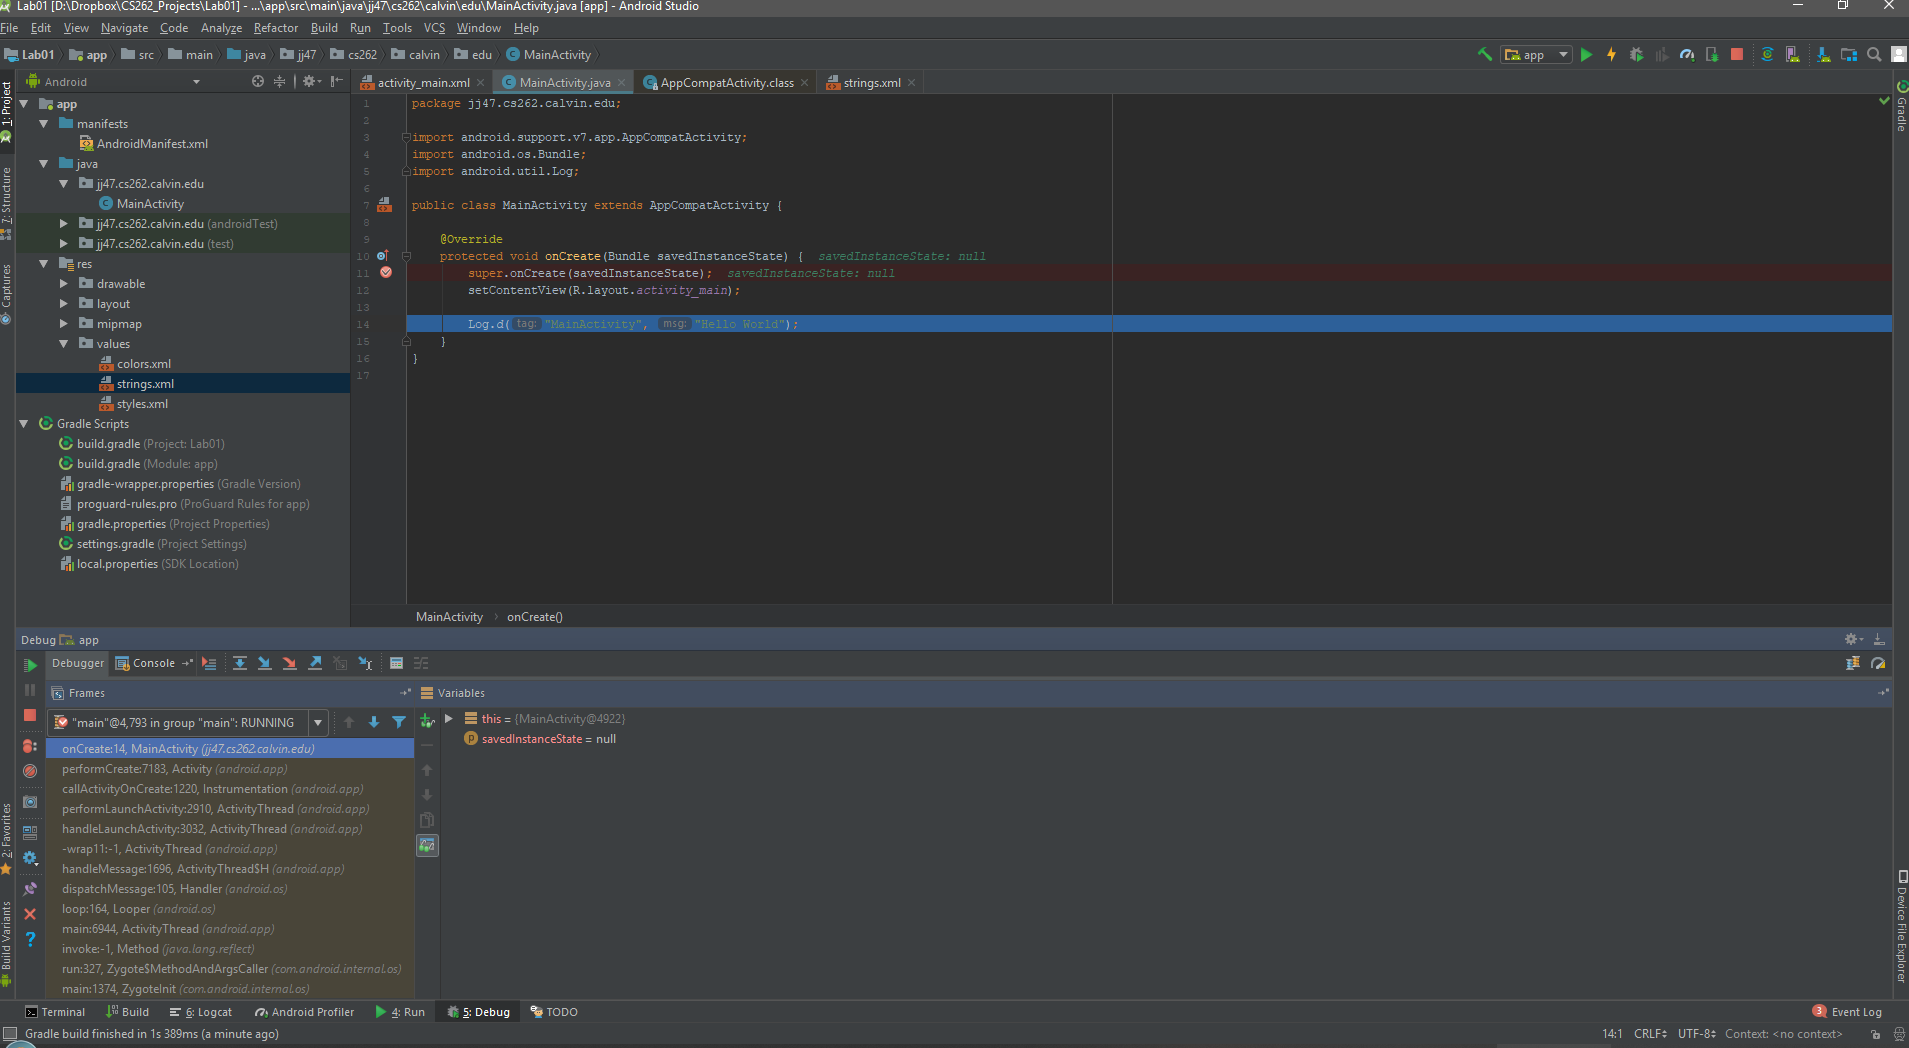 Lab01 [D:\Dropbox\CS262_Projects\Lab01] - ...\app\src\main\java\jj47\cs262\calvin\edu\MainActivity.java [app] - Android Studio
File Edit View Navigate Code Analyze Refactor Build Run Tools VCS Window Help
Lab01 app src main java jj47 cs262 calvin edu MainActivity
app
Android
activity_main.xml MainActivity.java AppCompatActivity.class strings.xml
1: Project
7: Structure
Captures
2: Favorites
Build Variants
app
manifests
AndroidManifest.xml
java
jj47.cs262.calvin.edu
MainActivity
jj47.cs262.calvin.edu (androidTest)
jj47.cs262.calvin.edu (test)
res
drawable
layout
mipmap
values
colors.xml
strings.xml
styles.xml
Gradle Scripts
build.gradle (Project: Lab01)
build.gradle (Module: app)
gradle-wrapper.properties (Gradle Version)
proguard-rules.pro (ProGuard Rules for app)
gradle.properties (Project Properties)
settings.gradle (Project Settings)
local.properties (SDK Location)
1 package jj47.cs262.calvin.edu;
2
3 import android.support.v7.app.AppCompatActivity;
4 import android.os.Bundle;
5 import android.util.Log;
6
7 public class MainActivity extends AppCompatActivity {
8
9 @Override
10 protected void onCreate(Bundle savedInstanceState) { savedInstanceState: null
11 super.onCreate(savedInstanceState); savedInstanceState: null
12 setContentView(R.layout.activity_main);
13
14 Log.d( tag: "MainActivity", msg: "Hello World");
15 }
16 }
17
MainActivity onCreate()
Gradle
Device File Explorer
Debug app
Debugger Console
Frames
Variables
"main"@4,793 in group "main": RUNNING
onCreate:14, MainActivity (jj47.cs262.calvin.edu)
performCreate:7183, Activity (android.app)
callActivityOnCreate:1220, Instrumentation (android.app)
performLaunchActivity:2910, ActivityThread (android.app)
handleLaunchActivity:3032, ActivityThread (android.app)
-wrap11:-1, ActivityThread (android.app)
handleMessage:1696, ActivityThread$H (android.app)
dispatchMessage:105, Handler (android.os)
loop:164, Looper (android.os)
main:6944, ActivityThread (android.app)
invoke:-1, Method (java.lang.reflect)
run:327, Zygote$MethodAndArgsCaller (com.android.internal.os)
main:1374, ZygoteInit (com.android.internal.os)
this = {MainActivity@4922}
savedInstanceState = null
Terminal Build 6: Logcat Android Profiler 4: Run 5: Debug TODO
3 Event Log
Gradle build finished in 1s 389ms (a minute ago)
14:1 CRLF UTF-8 Context: <no context>